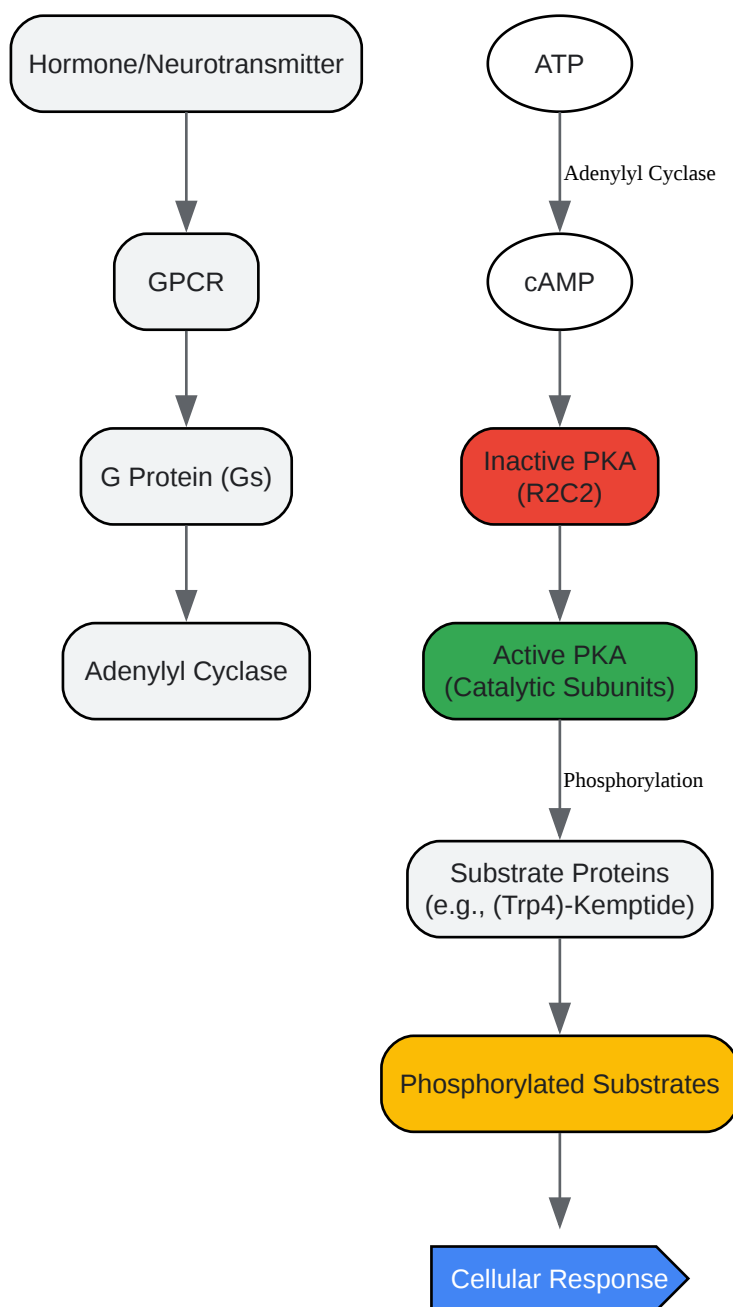 Hormone/Neurotransmitter
GPCR
G Protein (Gs)
Adenylyl Cyclase
ATP
Adenylyl Cyclase
cAMP
Inactive PKA
(R2C2)
Active PKA
(Catalytic Subunits)
Phosphorylation
Substrate Proteins
(e.g., (Trp4)-Kemptide)
Phosphorylated Substrates
Cellular Response